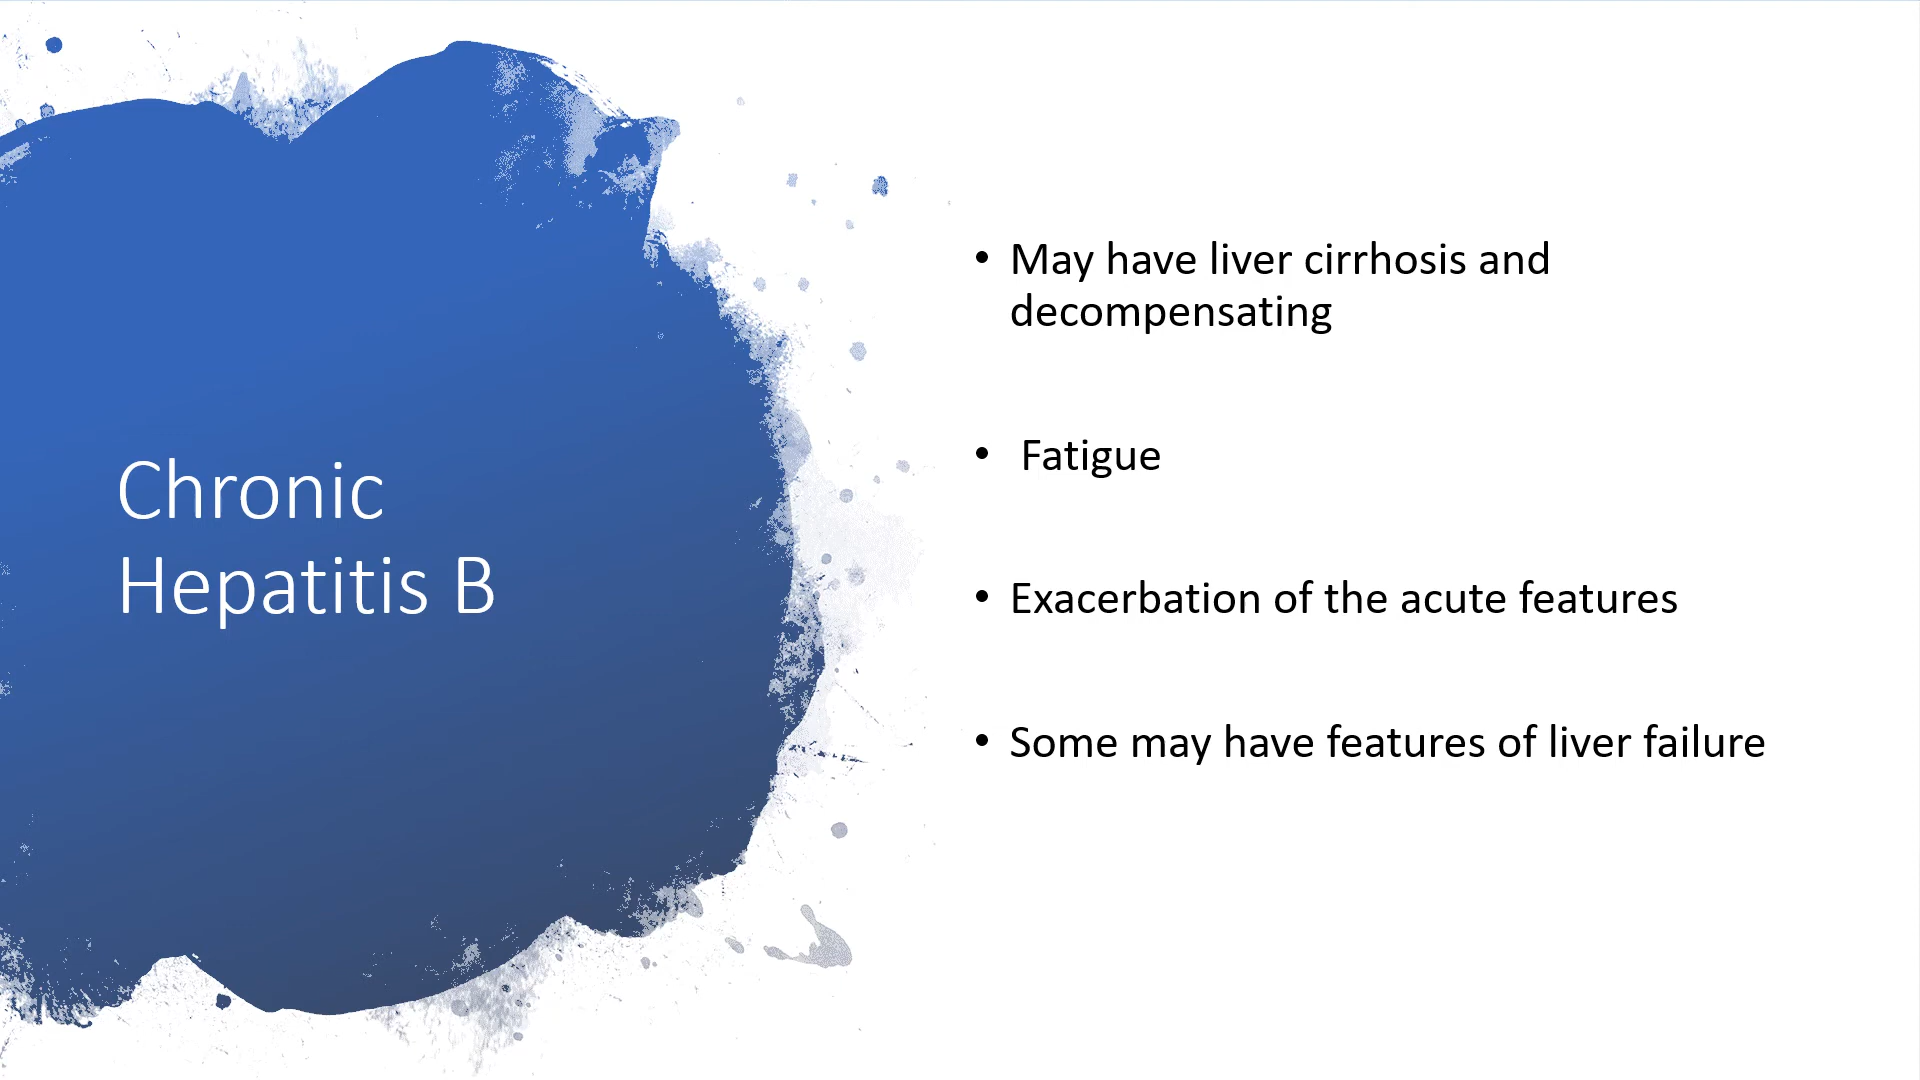 Chronic
Hepatitis B
• May have liver cirrhosis and
decompensating
• Fatigue
• Exacerbation of the acute features
• Some may have features of liver failure